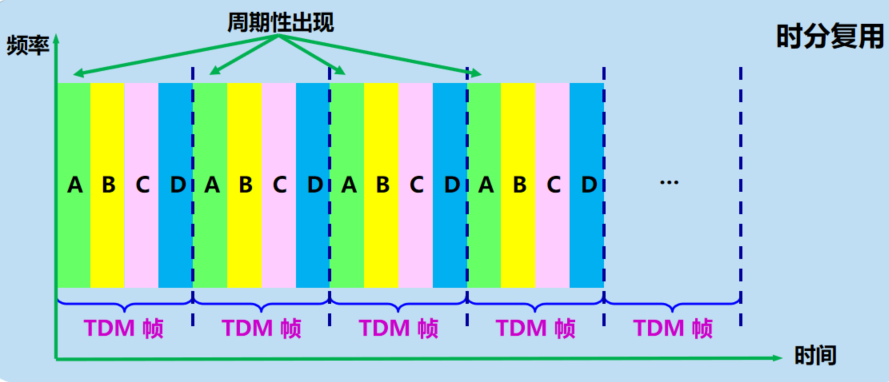 周期性出现
时分复用
频率
A B C D A B C D A B C D A B C D ...
TDM 帧 TDM 帧 TDM 帧 TDM 帧 TDM 帧
时间